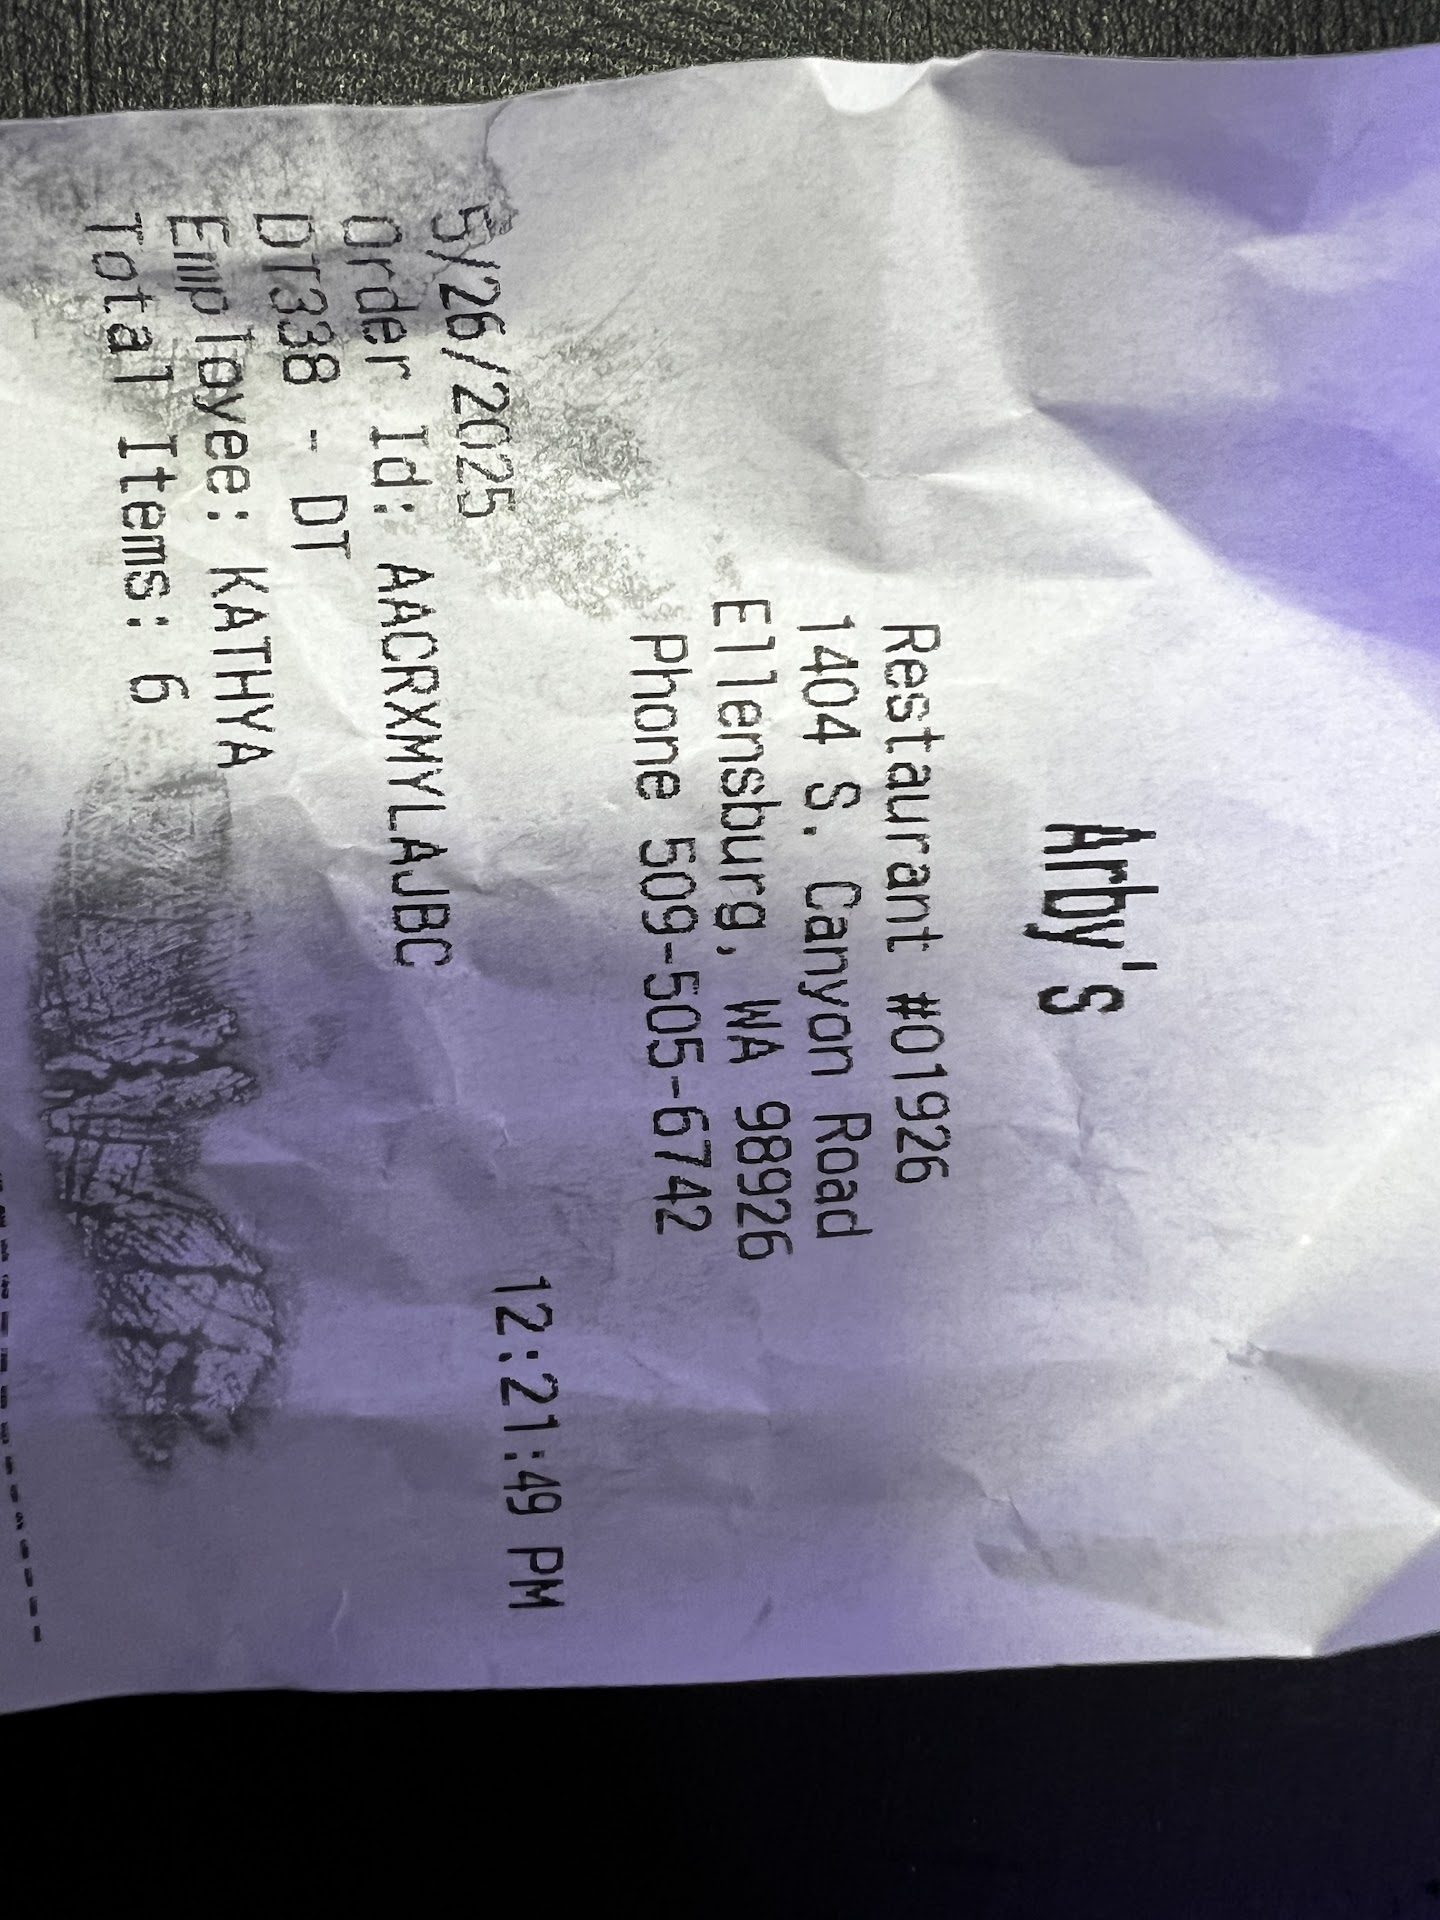 Arby's
Restaurant #01926
1404 S. Canyon Road
Ellensburg, WA 98926
Phone 509-505-6742
5/26/2025 12:21:49 PM
Order Id: AACRXMYLAJBC
DT338 - DT
Employee: KATHYA
Total Items: 6